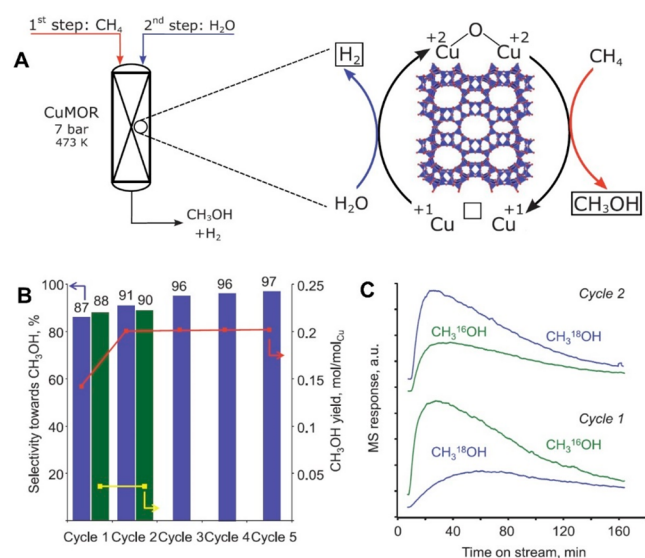 1st step: CH4
2nd step: H2O
A
CuMOR
7 bar
473 K
CH3OH
+H2
H2
H2O
+2
Cu
O
+2
Cu
+1
Cu
+1
Cu
CH4
CH3OH
B
Selectivity towards CH3OH, %
100
80
60
40
20
87
88
91
90
96
96
97
0.25
0.2
0.15
0.1
0.05
0
CH3OH yield, mol/molCu
Cycle 1 Cycle 2 Cycle 3 Cycle 4 Cycle 5
C
MS response, a.u.
Cycle 2
CH3¹⁶OH
CH3¹⁸OH
Cycle 1
CH3¹⁶OH
CH3¹⁸OH
0 40 80 120 160
Time on stream, min